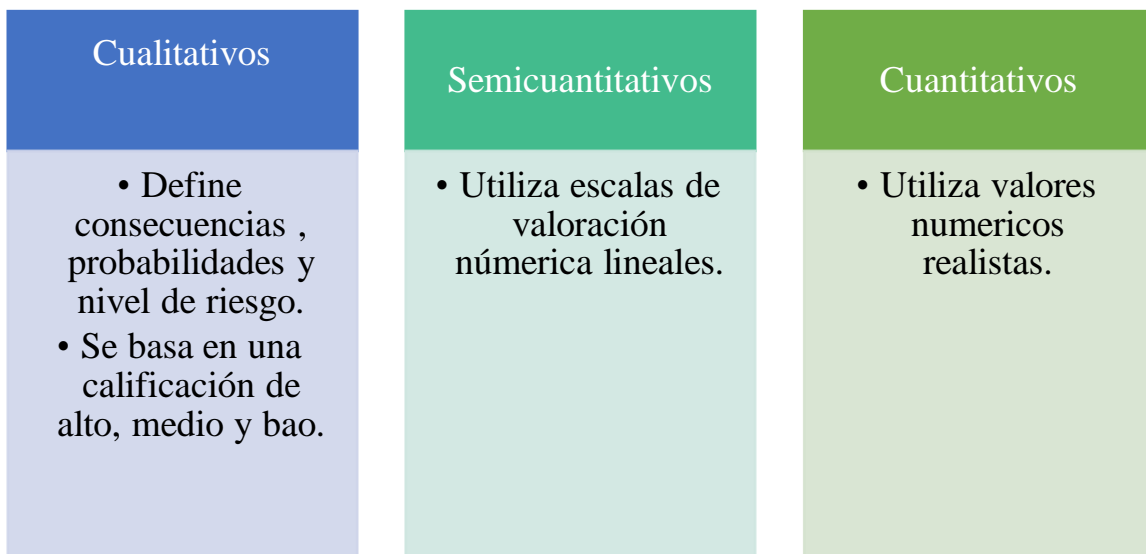 Cualitativos
• Define
consecuencias ,
probabilidades y
nivel de riesgo.
• Se basa en una
calificación de
alto, medio y bao.
Semicuantitativos
• Utiliza escalas de
valoración
númerica lineales.
Cuantitativos
• Utiliza valores
numericos
realistas.